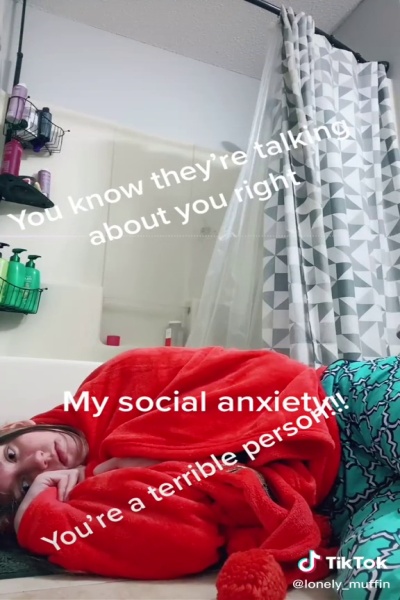 You know they're talking
about you right
My social anxiety
You're a terrible person!!!
TikTok
@lonely_muffin